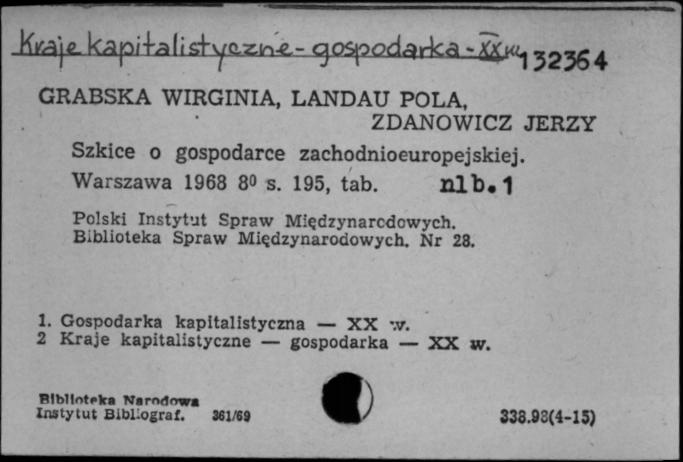 Kraje kapitalistyczne - gospodarka - XX w.
132364
GRABSKA WIRGINIA, LANDAU POLA,
ZDANOWICZ JERZY
Szkice o gospodarce zachodnioeuropejskiej.
Warszawa 1968 8⁰ s. 195, tab. nlb. 1
Polski Instytut Spraw Międzynarodowych.
Biblioteka Spraw Międzynarodowych. Nr 28.
1. Gospodarka kapitalistyczna — XX w.
2 Kraje kapitalistyczne — gospodarka — XX w.
Biblioteka Narodowa
Instytut Bibliograf. 361/69
338.98(4-15)